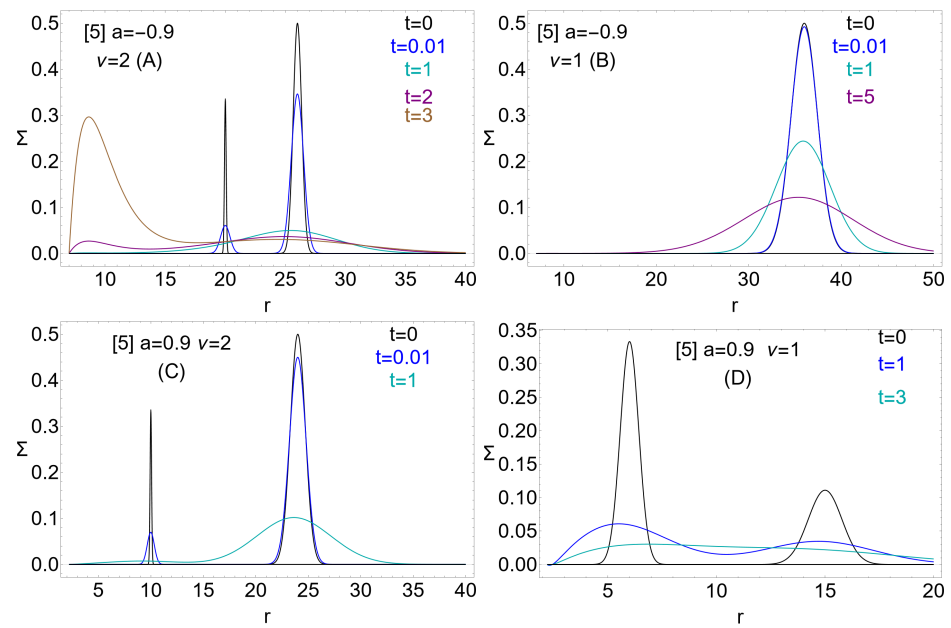 [5] a=−0.9
ν=2 (A)
t=0
t=0.01
t=1
t=2
t=3
0.5
0.4
0.3
0.2
0.1
0.0
Σ
10 15 20 25 30 35 40
r
[5] a=−0.9
ν=1 (B)
t=0
t=0.01
t=1
t=5
0.5
0.4
0.3
0.2
0.1
0.0
Σ
10 20 30 40 50
r
[5] a=0.9 ν=2
(C)
t=0
t=0.01
t=1
0.5
0.4
0.3
0.2
0.1
0.0
Σ
5 10 15 20 25 30 35 40
r
[5] a=0.9 ν=1
(D)
t=0
t=1
t=3
0.35
0.30
0.25
0.20
0.15
0.10
0.05
0.00
Σ
5 10 15 20
r